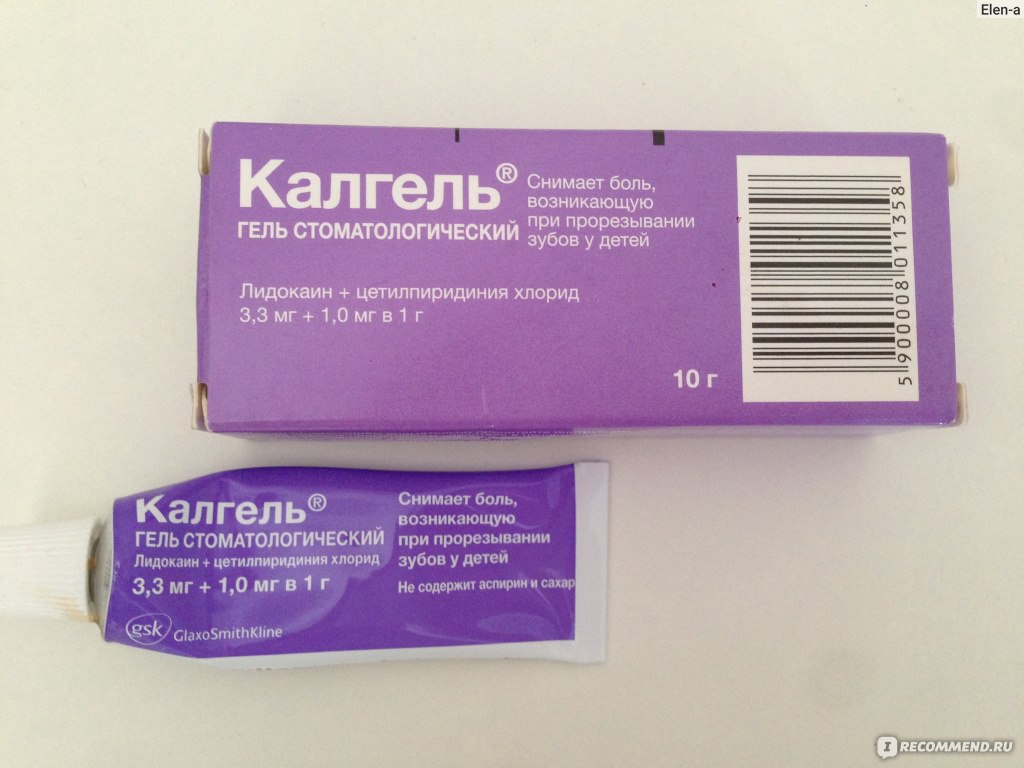 Elen-a
Калгель®
ГЕЛЬ СТОМАТОЛОГИЧЕСКИЙ
Снимает боль,
возникающую
при прорезывании
зубов у детей
Лидокаин + цетилпиридиния хлорид
3,3 мг + 1,0 мг в 1 г
10 г
5 900008 011358
Калгель®
ГЕЛЬ СТОМАТОЛОГИЧЕСКИЙ
Лидокаин + цетилпиридиния хлорид
3,3 мг + 1,0 мг в 1 г
Снимает боль,
возникающую
при прорезывании
зубов у детей
Не содержит аспирин и сахар
gsk GlaxoSmithKline
IRECOMMEND.RU